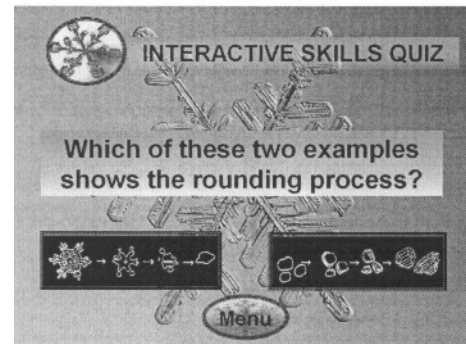 INTERACTIVE SKILLS QUIZ
Which of these two examples
shows the rounding process?
Menu